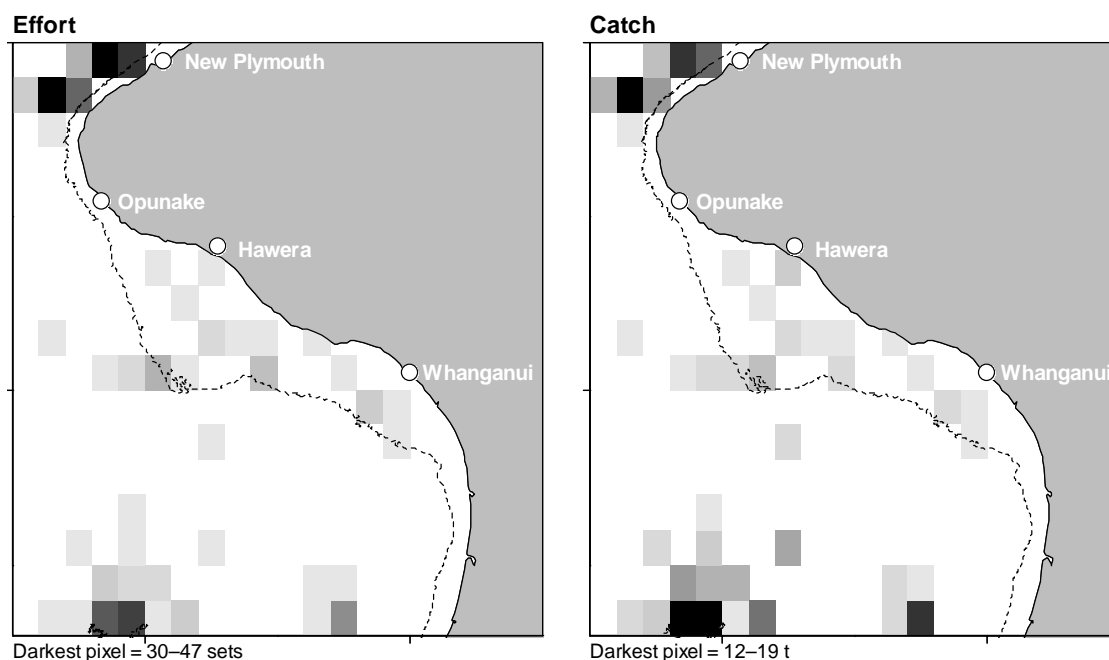 Effort
New Plymouth
Opunake
Hawera
Whanganui
Darkest pixel = 30–47 sets
Catch
New Plymouth
Opunake
Hawera
Whanganui
Darkest pixel = 12–19 t